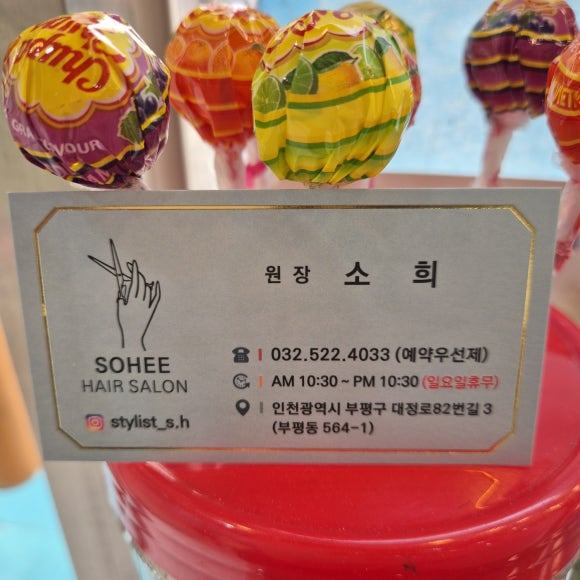 Chupa
GRA
VOUR
원장 소 희
SOHEE
HAIR SALON
stylist_s.h
032.522.4033 (예약우선제)
AM 10:30 ~ PM 10:30 (일요일휴무)
인천광역시 부평구 대정로82번길 3
(부평동 564-1)